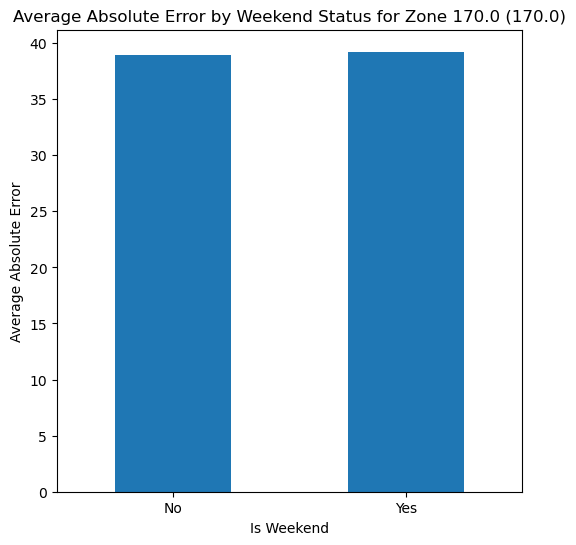 Average Absolute Error by Weekend Status for Zone 170.0 (170.0)
40
35
30
25
20
15
10
5
0
Average Absolute Error
No Yes
Is Weekend